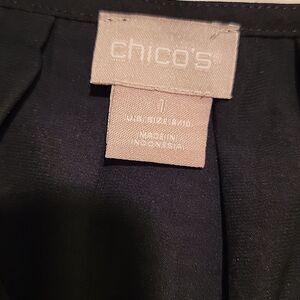 chico's
1
U.S. SIZE 8/10
MADE IN
INDONESIA